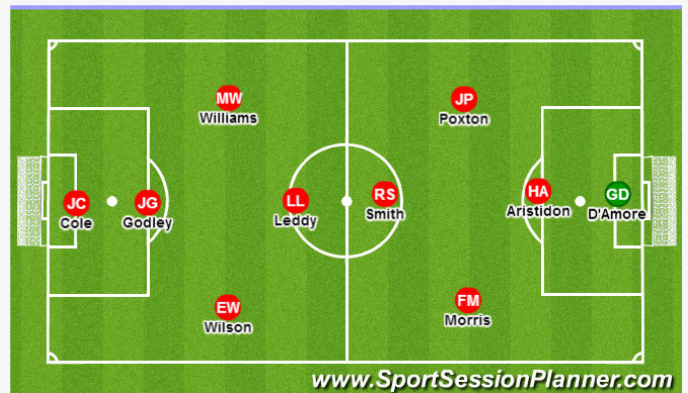 MW
Williams
JP
Poxton
JC
Cole
JG
Godley
LL
Leddy
RS
Smith
HA
Aristidon
GD
D'Amore
EW
Wilson
FM
Morris
www.SportSessionPlanner.com